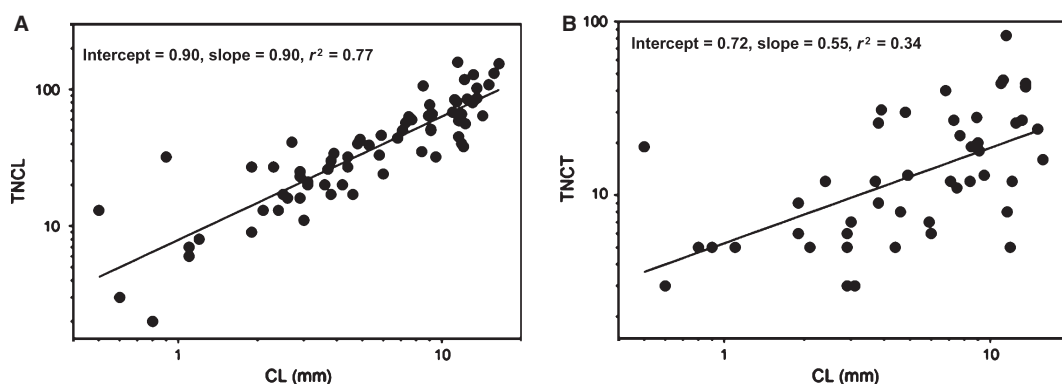 A
Intercept = 0.90, slope = 0.90, r² = 0.77
100
10
TNCL
1
10
CL (mm)
B
Intercept = 0.72, slope = 0.55, r² = 0.34
100
10
TNCT
1
10
CL (mm)